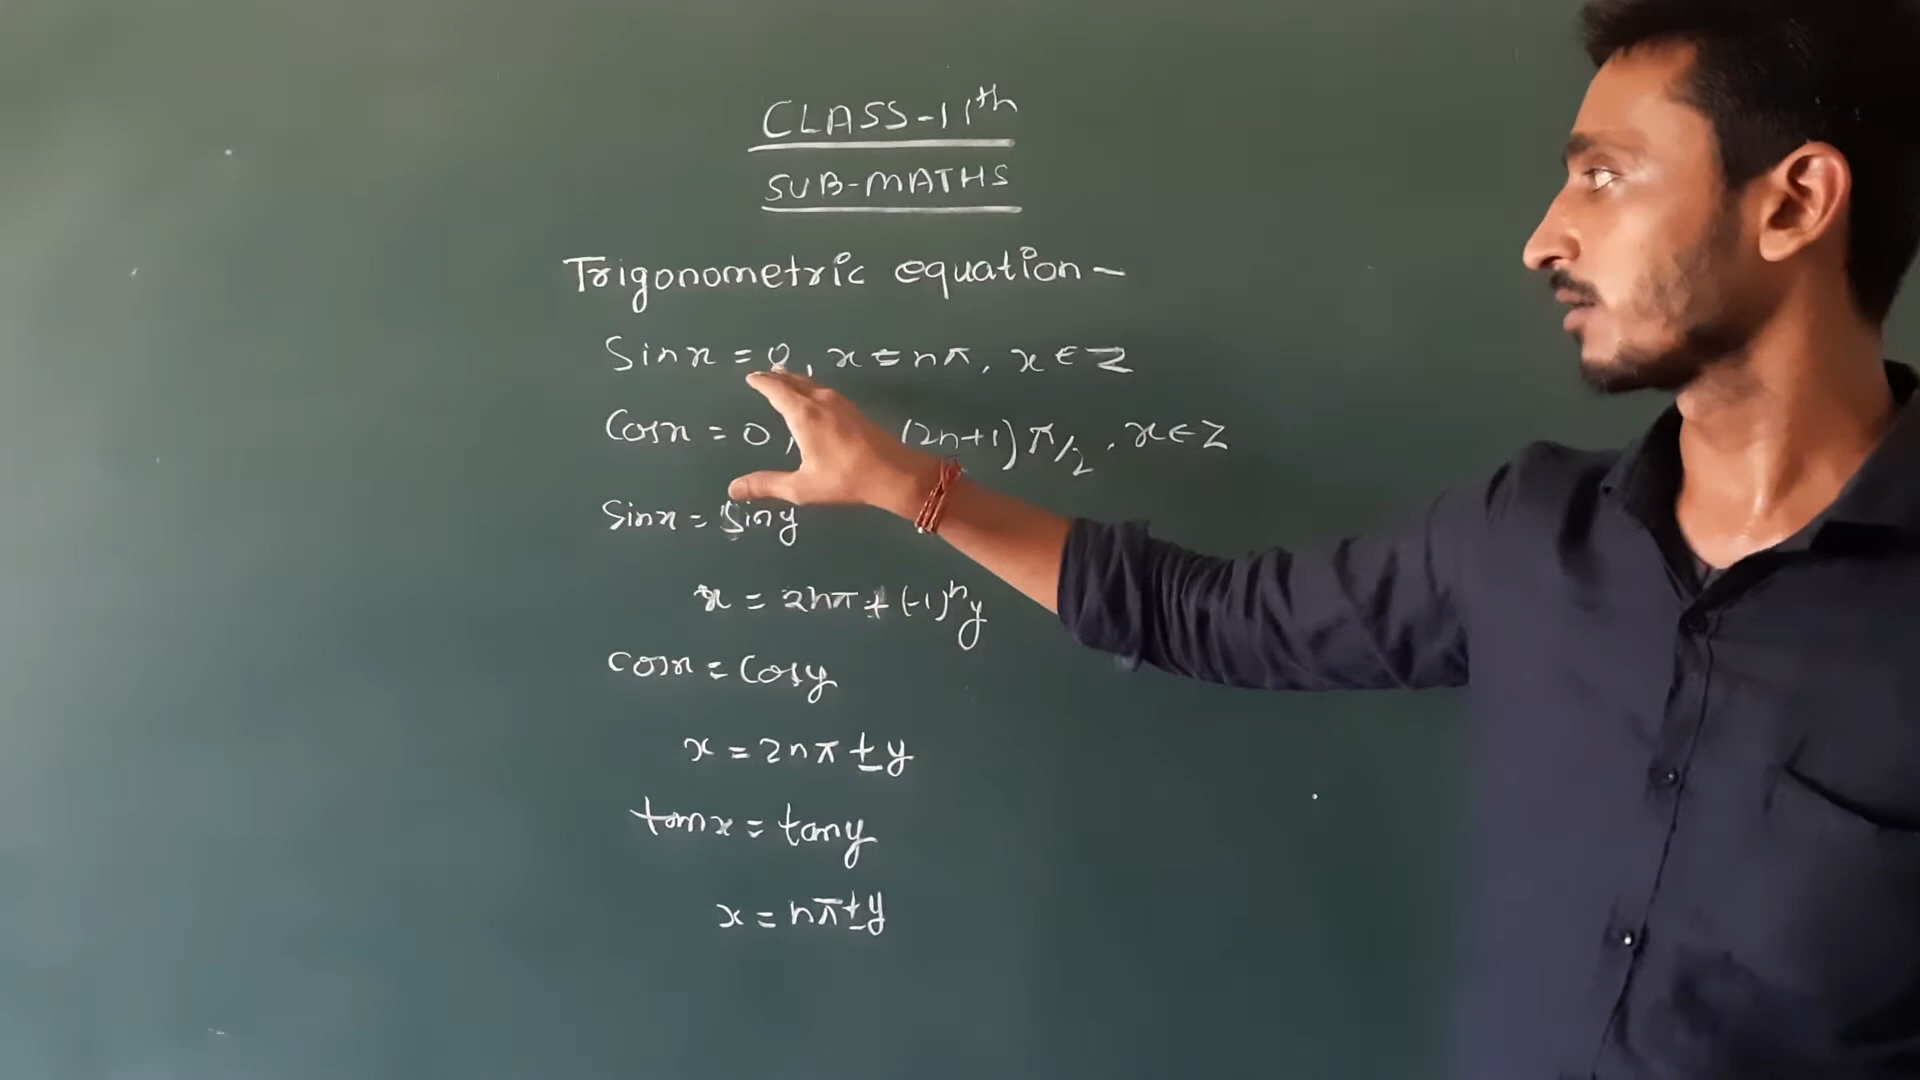 CLASS-11th
SUB-MATHS
Trigonometric equation-
Sinx = 0, x = nπ, x ∈ Z
Cosx = 0, (2n+1) π/2, x ∈ Z
Sinx = Siny
x = 2nπ + (-1)ⁿy
cosx = cosy
x = 2nπ ± y
tanx = tany
x = nπ ± y